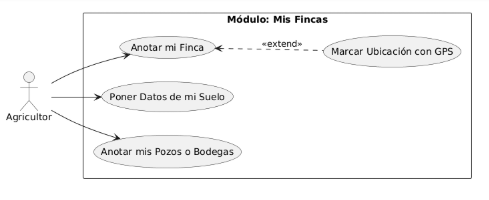 Módulo: Mis Fincas
Anotar mi Finca
«extend»
Marcar Ubicación con GPS
Poner Datos de mi Suelo
Agricultor
Anotar mis Pozos o Bodegas